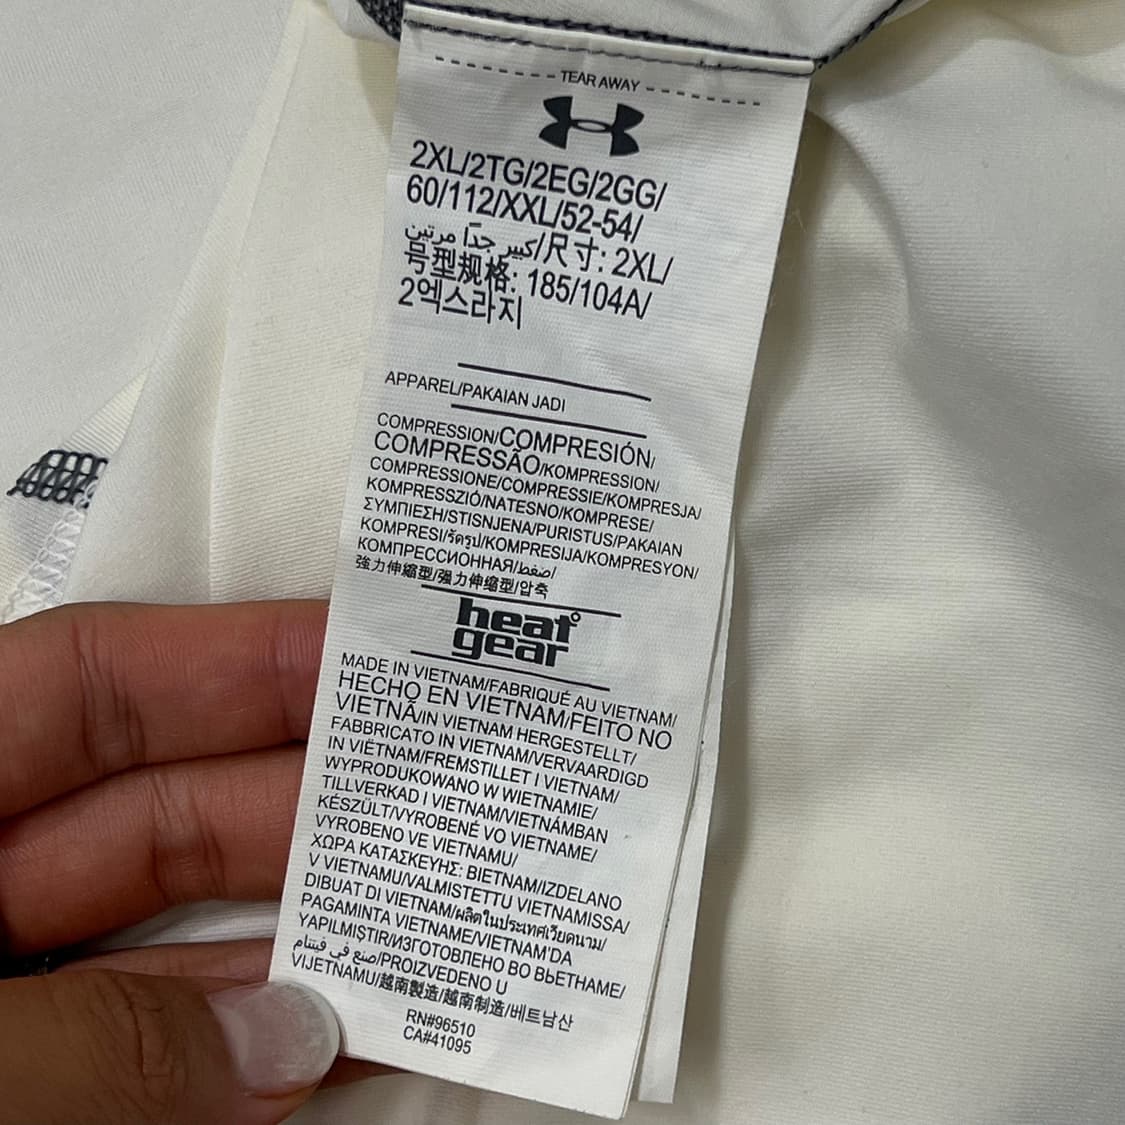 TEAR AWAY
2XL/2TG/2EG/2GG/
60/112/XXL/52-54/
كبير جدًا مرتين/尺寸: 2XL/
号型规格: 185/104A/
2엑스라지
APPAREL/PAKAIAN JADI
COMPRESSION/COMPRESIÓN/
COMPRESSÃO/KOMPRESSION/
COMPRESSIONE/COMPRESSIE/KOMPRESJA/
KOMPRESSZIÓ/NATESNO/KOMPRESE/
ΣΥΜΠΙΕΣΗ/STISNJENA/PURISTUS/PAKAIAN
KOMPRESI/รัดรูป/KOMPRESIJA/KOMPRESYON/
КОМПРЕССИОННАЯ/ضغط/
強力伸縮型/强力伸缩型/압축
heat
gear
MADE IN VIETNAM/FABRIQUÉ AU VIETNAM/
HECHO EN VIETNAM/FEITO NO
VIETNÃ/IN VIETNAM HERGESTELLT/
FABBRICATO IN VIETNAM/VERVAARDIGD
IN VIËTNAM/FREMSTILLET I VIETNAM/
WYPRODUKOWANO W WIETNAMIE/
TILLVERKAD I VIETNAM/VIETNÁMBAN
KÉSZÜLT/VYROBENÉ VO VIETNAME/
VYROBENO VE VIETNAMU/
ΧΩΡΑ ΚΑΤΑΣΚΕΥΗΣ: ΒΙΕΤΝΑΜ/IZDELANO
V VIETNAMU/VALMISTETTU VIETNAMISSA/
DIBUAT DI VIETNAM/ผลิตในประเทศเวียดนาม/
PAGAMINTA VIETNAME/VIETNAM'DA
YAPILMIŞTIR/ИЗГОТОВЛЕНО ВО ВЬЕТНАМЕ/
صنع في فيتنام/PROIZVEDENO U
VIJETNAMU/越南製造/越南制造/베트남산
RN#96510
CA#41095